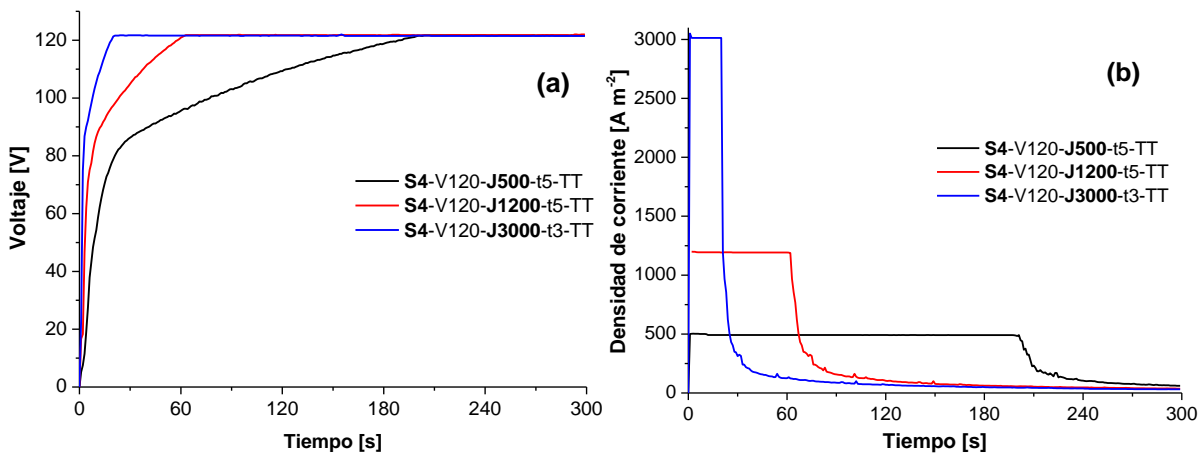 (a)
Voltaje [V]
120
100
80
60
40
20
0
S4-V120-J500-t5-TT
S4-V120-J1200-t5-TT
S4-V120-J3000-t3-TT
0 60 120 180 240 300
Tiempo [s]
(b)
Densidad de corriente [A m-2]
3000
2500
2000
1500
1000
500
0
S4-V120-J500-t5-TT
S4-V120-J1200-t5-TT
S4-V120-J3000-t3-TT
0 60 120 180 240 300
Tiempo [s]